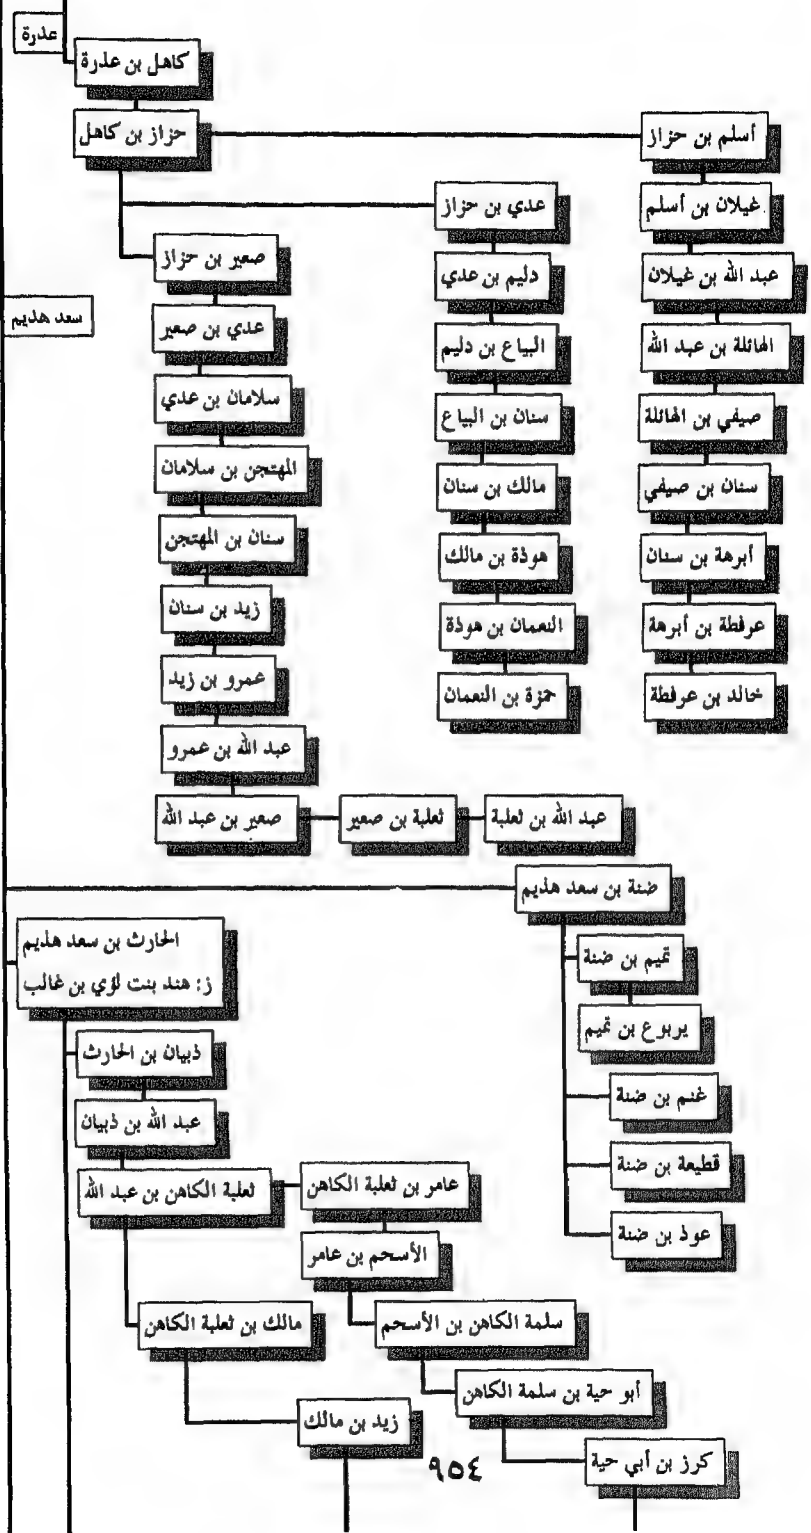 عذرة
كاهل بن عذرة
حزاز بن كاهل
أسلم بن حزاز
غيلان بن أسلم
عبد الله بن غيلان
الهائلة بن عبد الله
صيفي بن الهائلة
سنان بن صيفي
أبرهة بن سنان
عرفطة بن أبرهة
خالد بن عرفطة
عدي بن حزاز
دليم بن عدي
البياع بن دليم
سنان بن البياع
مالك بن سنان
هوذة بن مالك
النعمان بن هوذة
حمزة بن النعمان
صعير بن حزاز
عدي بن صعير
سلامان بن عدي
المهتجن بن سلامان
سنان بن المهتجن
زيد بن سنان
عمرو بن زيد
عبد الله بن عمرو
صعير بن عبد الله
ثعلبة بن صعير
عبد الله بن ثعلبة
سعد هذيم
ضنة بن سعد هذيم
تميم بن ضنة
يربوع بن تميم
غنم بن ضنة
قطيعة بن ضنة
عوذ بن ضنة
الحارث بن سعد هذيم
ز: هند بنت لؤي بن غالب
ذبيان بن الحارث
عبد الله بن ذبيان
ثعلبة الكاهن بن عبد الله
عامر بن ثعلبة الكاهن
الأسحم بن عامر
سلمة الكاهن بن الأسحم
أبو حية بن سلمة الكاهن
كرز بن أبي حية
مالك بن ثعلبة الكاهن
زيد بن مالك
٩٥٤